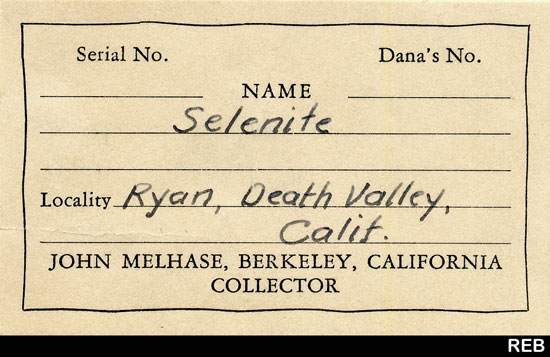 Serial No. Dana's No.
NAME
Selenite
Locality Ryan, Death Valley,
Calif.
JOHN MELHASE, BERKELEY, CALIFORNIA
COLLECTOR
REB